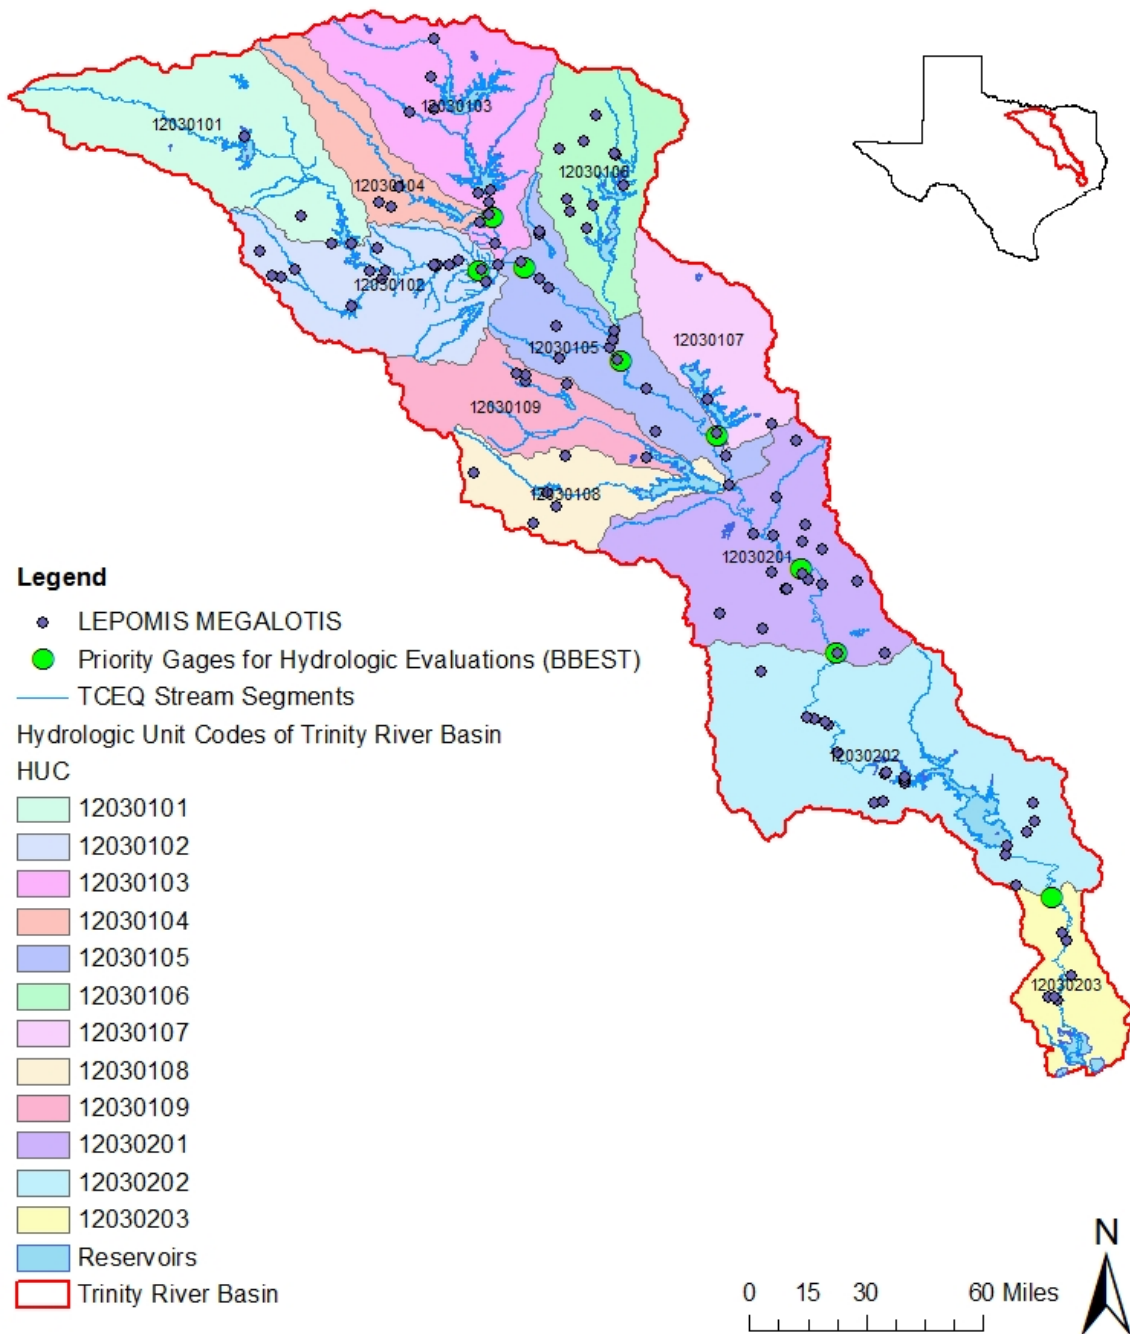 12030103
12030101
12030106
12030104
12030102
12030107
12030105
12030109
12030108
12030201
12030202
12030203
Legend
LEPOMIS MEGALOTIS
Priority Gages for Hydrologic Evaluations (BBEST)
TCEQ Stream Segments
Hydrologic Unit Codes of Trinity River Basin
HUC
12030101
12030102
12030103
12030104
12030105
12030106
12030107
12030108
12030109
12030201
12030202
12030203
Reservoirs
Trinity River Basin
N
0 15 30 60 Miles